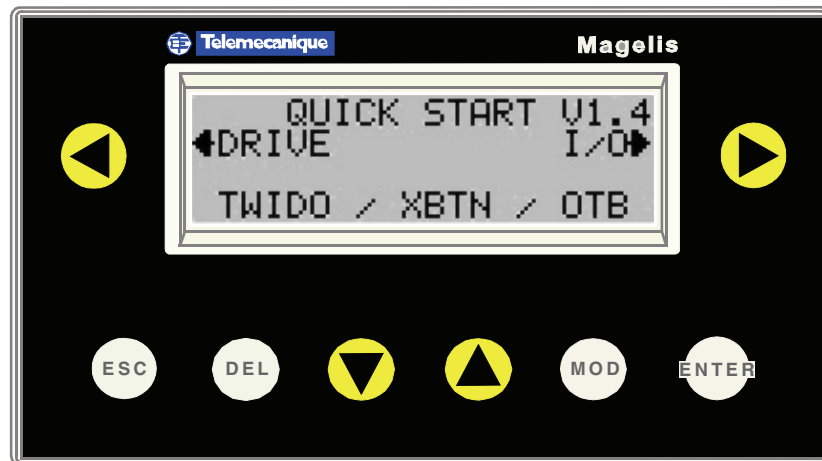 Telemecanique
Magelis
QUICK START V1.4
DRIVE I/O
TWIDO / XBTN / OTB
ESC DEL MOD ENTER